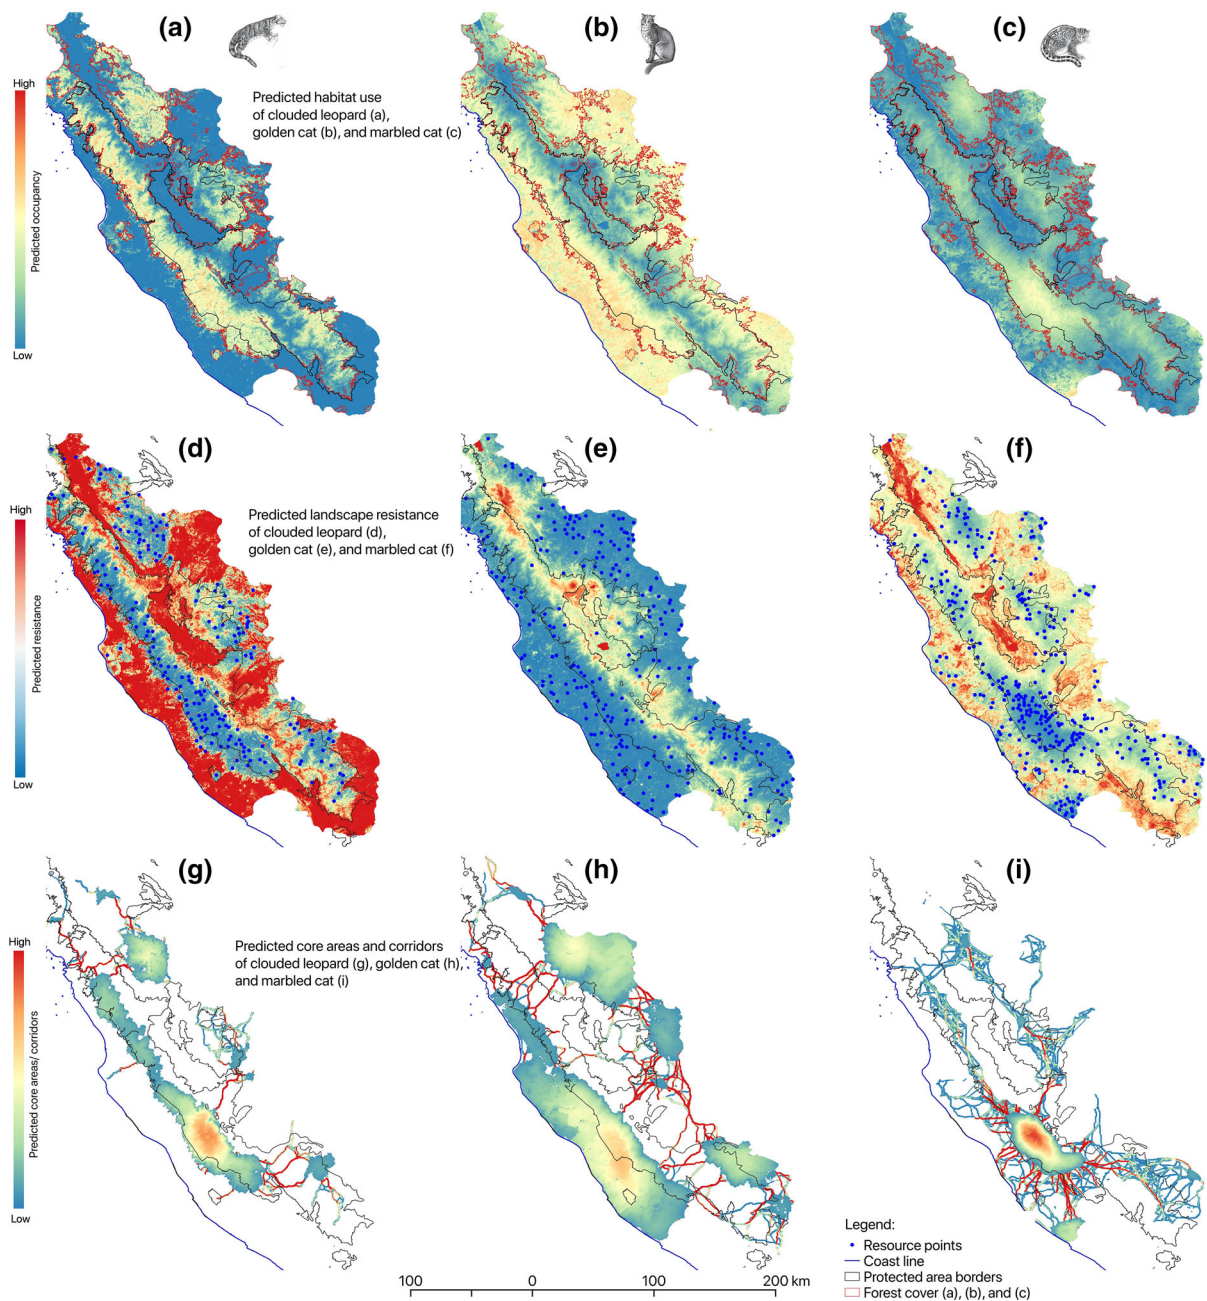 (a)
(b)
(c)
High
Predicted occupancy
Low
Predicted habitat use
of clouded leopard (a),
golden cat (b), and marbled cat (c)
(d)
(e)
(f)
High
Predicted resistance
Low
Predicted landscape resistance
of clouded leopard (d),
golden cat (e), and marbled cat (f)
(g)
(h)
(i)
High
Predicted core areas/ corridors
Low
Predicted core areas and corridors
of clouded leopard (g), golden cat (h),
and marbled cat (i)
Legend:
Resource points
Coast line
Protected area borders
Forest cover (a), (b), and (c)
100 0 100 200 km